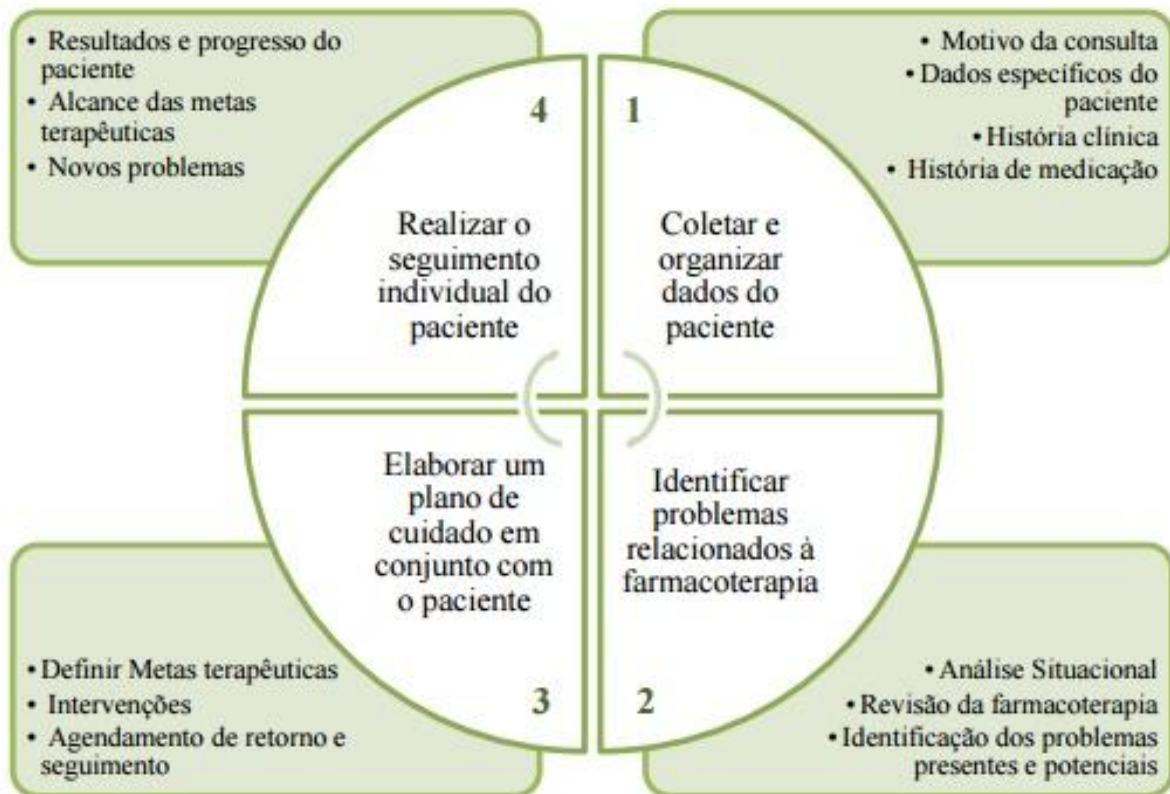 • Resultados e progresso do
paciente
• Alcance das metas
terapêuticas
• Novos problemas
4
Realizar o
seguimento
individual do
paciente
1
Coletar e
organizar
dados do
paciente
• Motivo da consulta
• Dados específicos do
paciente
• História clínica
• História de medicação
Elaborar um
plano de
cuidado em
conjunto com
o paciente
3
• Definir Metas terapêuticas
• Intervenções
• Agendamento de retorno e
seguimento
Identificar
problemas
relacionados à
farmacoterapia
2
• Análise Situacional
• Revisão da farmacoterapia
• Identificação dos problemas
presentes e potenciais